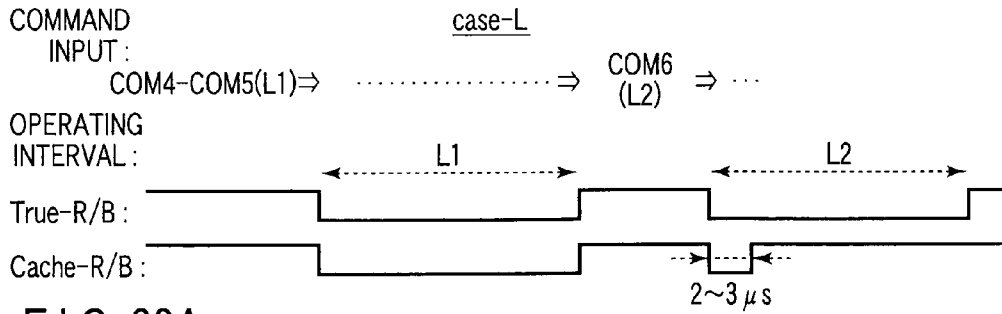 COMMAND
INPUT :
case-L
COM4-COM5(L1)⇒ ·················· ⇒ COM6
(L2) ⇒ ···
OPERATING
INTERVAL :
L1
L2
True-R/B :
Cache-R/B :
2~3 μs